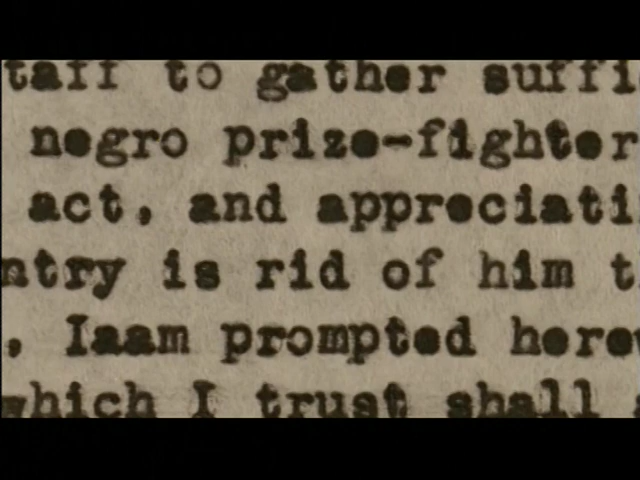 taff to gather suffi
negro prize-fighter
act, and appreciati
ntry is rid of him t
, Iaam prompted herew
which I trust shall